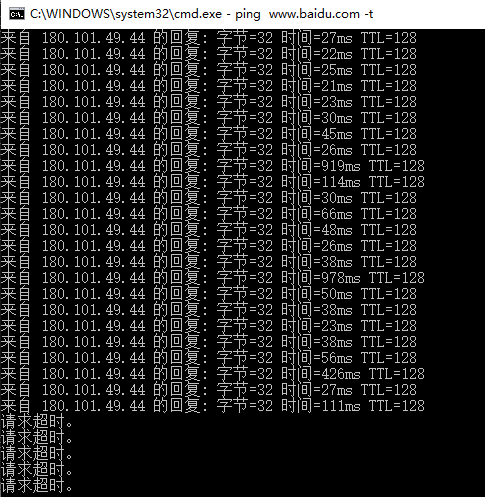 C:\WINDOWS\system32\cmd.exe - ping  www.baidu.com -t
来自 180.101.49.44 的回复: 字节=32 时间=27ms TTL=128
来自 180.101.49.44 的回复: 字节=32 时间=22ms TTL=128
来自 180.101.49.44 的回复: 字节=32 时间=25ms TTL=128
来自 180.101.49.44 的回复: 字节=32 时间=21ms TTL=128
来自 180.101.49.44 的回复: 字节=32 时间=23ms TTL=128
来自 180.101.49.44 的回复: 字节=32 时间=30ms TTL=128
来自 180.101.49.44 的回复: 字节=32 时间=45ms TTL=128
来自 180.101.49.44 的回复: 字节=32 时间=26ms TTL=128
来自 180.101.49.44 的回复: 字节=32 时间=919ms TTL=128
来自 180.101.49.44 的回复: 字节=32 时间=114ms TTL=128
来自 180.101.49.44 的回复: 字节=32 时间=30ms TTL=128
来自 180.101.49.44 的回复: 字节=32 时间=66ms TTL=128
来自 180.101.49.44 的回复: 字节=32 时间=48ms TTL=128
来自 180.101.49.44 的回复: 字节=32 时间=26ms TTL=128
来自 180.101.49.44 的回复: 字节=32 时间=38ms TTL=128
来自 180.101.49.44 的回复: 字节=32 时间=978ms TTL=128
来自 180.101.49.44 的回复: 字节=32 时间=50ms TTL=128
来自 180.101.49.44 的回复: 字节=32 时间=38ms TTL=128
来自 180.101.49.44 的回复: 字节=32 时间=23ms TTL=128
来自 180.101.49.44 的回复: 字节=32 时间=38ms TTL=128
来自 180.101.49.44 的回复: 字节=32 时间=56ms TTL=128
来自 180.101.49.44 的回复: 字节=32 时间=426ms TTL=128
来自 180.101.49.44 的回复: 字节=32 时间=27ms TTL=128
来自 180.101.49.44 的回复: 字节=32 时间=111ms TTL=128
请求超时。
请求超时。
请求超时。
请求超时。
请求超时。